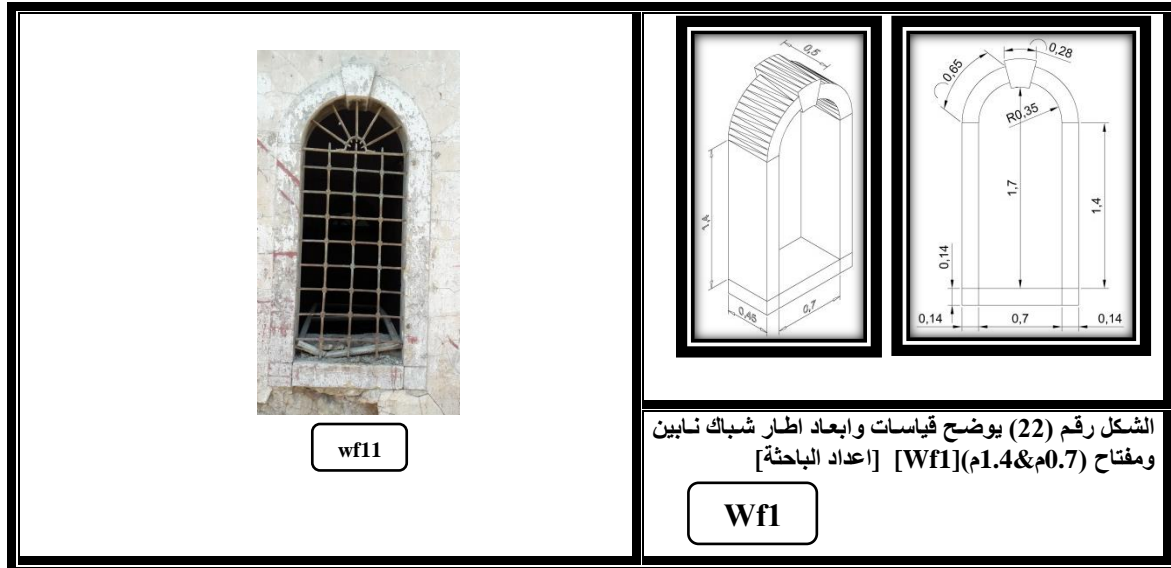 wf11
0,5
1,4
0,45
0,7
0,65
0,28
R0,35
1,7
1,4
0,14
0,14
0,7
0,14
الشكل رقم (22) يوضح قياسات وابعاد اطار شباك نابين
ومفتاح (0.7م&1.4م)[Wf1] [اعداد الباحثة]
Wf1